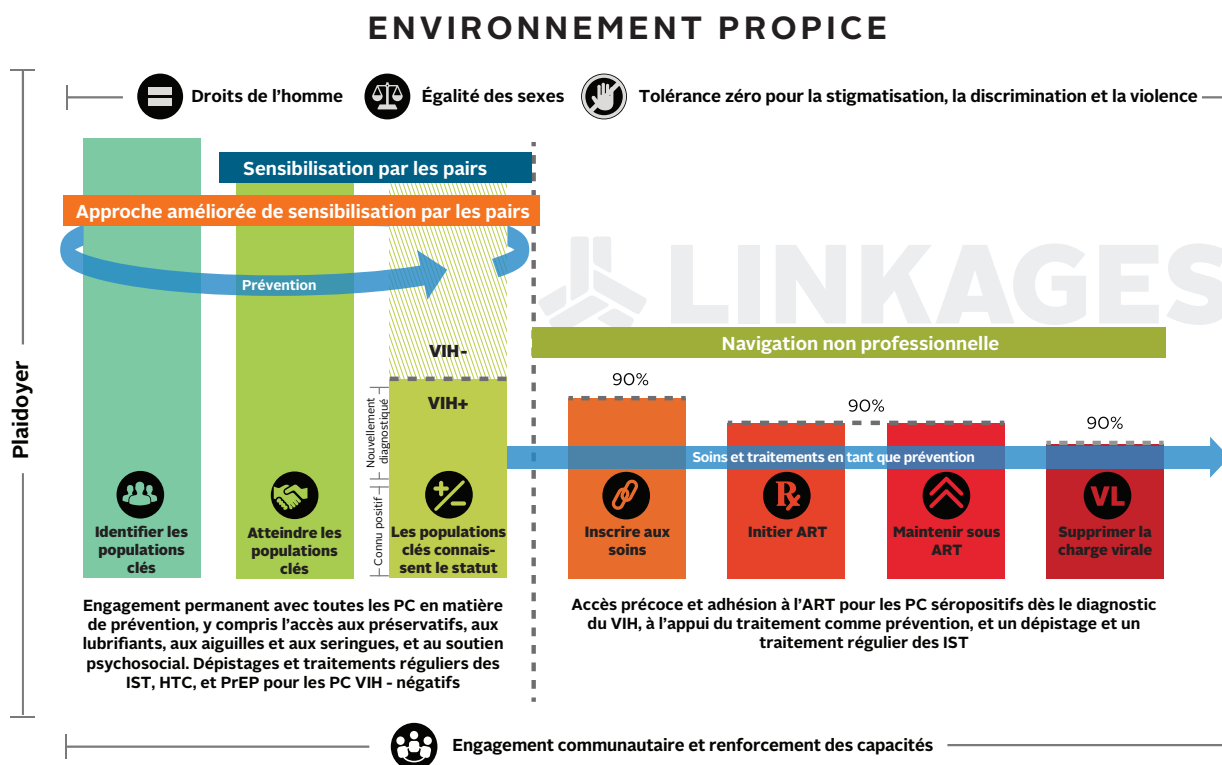 ENVIRONNEMENT PROPICE
Droits de l'homme
Égalité des sexes
Tolérance zéro pour la stigmatisation, la discrimination et la violence
Plaidoyer
Sensibilisation par les pairs
Approche améliorée de sensibilisation par les pairs
Prévention
LINKAGES
VIH-
VIH+
Nouvellement
diagnostiqué
Connu positif
Identifier les
populations
clés
Atteindre les
populations
clés
Les populations
clés connais-
sent le statut
Navigation non professionnelle
90%
90%
90%
Soins et traitements en tant que prévention
Inscrire aux
soins
Rx
Initier ART
Maintenir sous
ART
VL
Supprimer la
charge virale
Engagement permanent avec toutes les PC en matière
de prévention, y compris l'accès aux préservatifs, aux
lubrifiants, aux aiguilles et aux seringues, et au soutien
psychosocial. Dépistages et traitements réguliers des
IST, HTC, et PrEP pour les PC VIH - négatifs
Accès précoce et adhésion à l'ART pour les PC séropositifs dès le diagnostic
du VIH, à l'appui du traitement comme prévention, et un dépistage et un
traitement régulier des IST
Engagement communautaire et renforcement des capacités